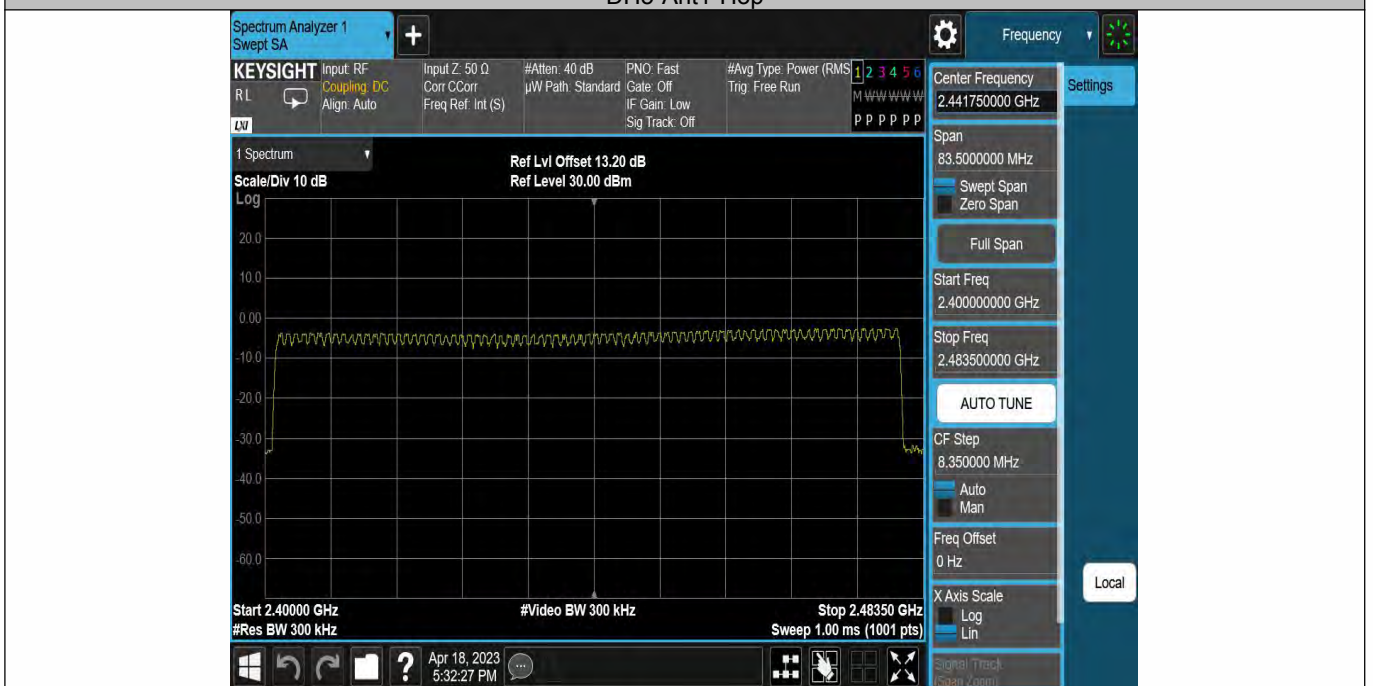 DH5-Ant1-Hop
Spectrum Analyzer 1
Swept SA
Frequency
KEYSIGHT
RL
LXI
Input: RF
Coupling: DC
Align: Auto
Input Z: 50 Ω
Corr CCorr
Freq Ref: Int (S)
#Atten: 40 dB
µW Path: Standard
PNO: Fast
Gate: Off
IF Gain: Low
Sig Track: Off
#Avg Type: Power (RMS
Trig: Free Run
1 2 3 4 5 6
M W W W W W
P P P P P P
1 Spectrum
Scale/Div 10 dB
Ref Lvl Offset 13.20 dB
Ref Level 30.00 dBm
Log
20.0
10.0
0.00
-10.0
-20.0
-30.0
-40.0
-50.0
-60.0
Start 2.40000 GHz
#Res BW 300 kHz
#Video BW 300 kHz
Stop 2.48350 GHz
Sweep 1.00 ms (1001 pts)
?
Apr 18, 2023
5:32:27 PM
Center Frequency
2.441750000 GHz
Settings
Span
83.5000000 MHz
Swept Span
Zero Span
Full Span
Start Freq
2.400000000 GHz
Stop Freq
2.483500000 GHz
AUTO TUNE
CF Step
8.350000 MHz
Auto
Man
Freq Offset
0 Hz
X Axis Scale
Log
Lin
Local
Signal Track
(Span Zoom)